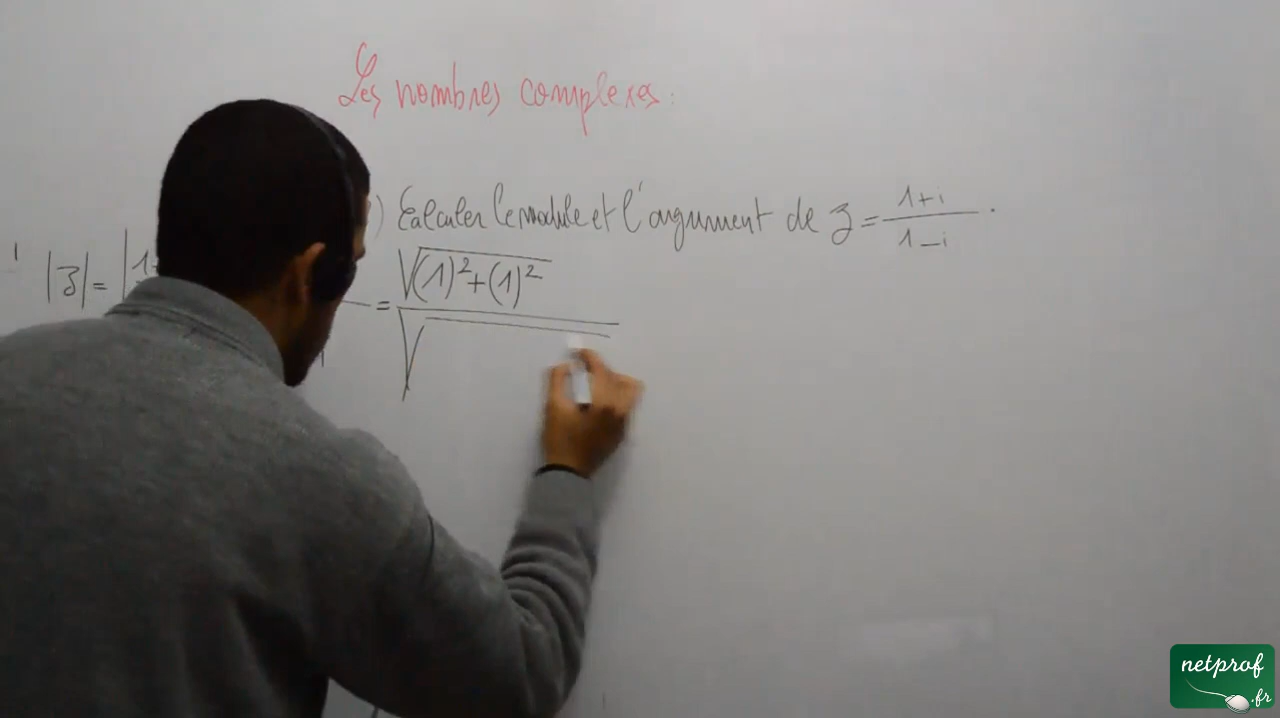 Les nombres complexes :
) Calculer le module et l'argument de z = 1+i / 1-i .
|z| = |1+ = √(1)²+(1)² / √
netprof
.fr